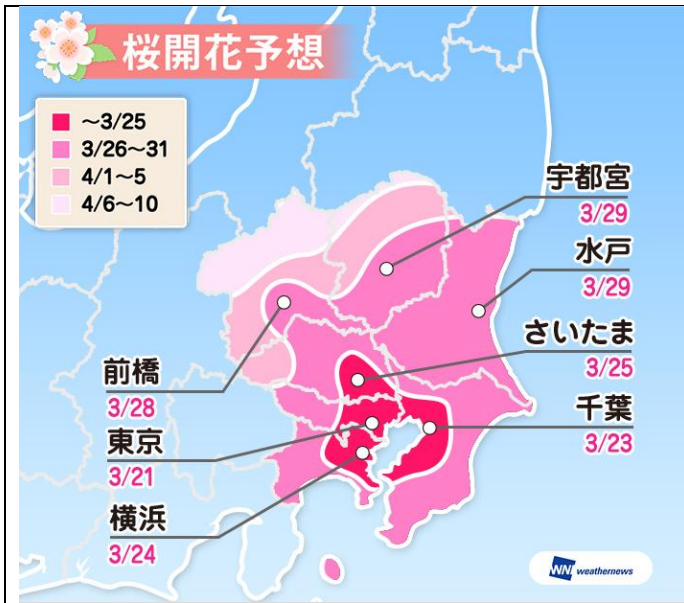 桜開花予想
～3/25
3/26～31
4/1～5
4/6～10
宇都宮
3/29
水戸
3/29
さいたま
3/25
千葉
3/23
前橋
3/28
東京
3/21
横浜
3/24
WNI weathernews